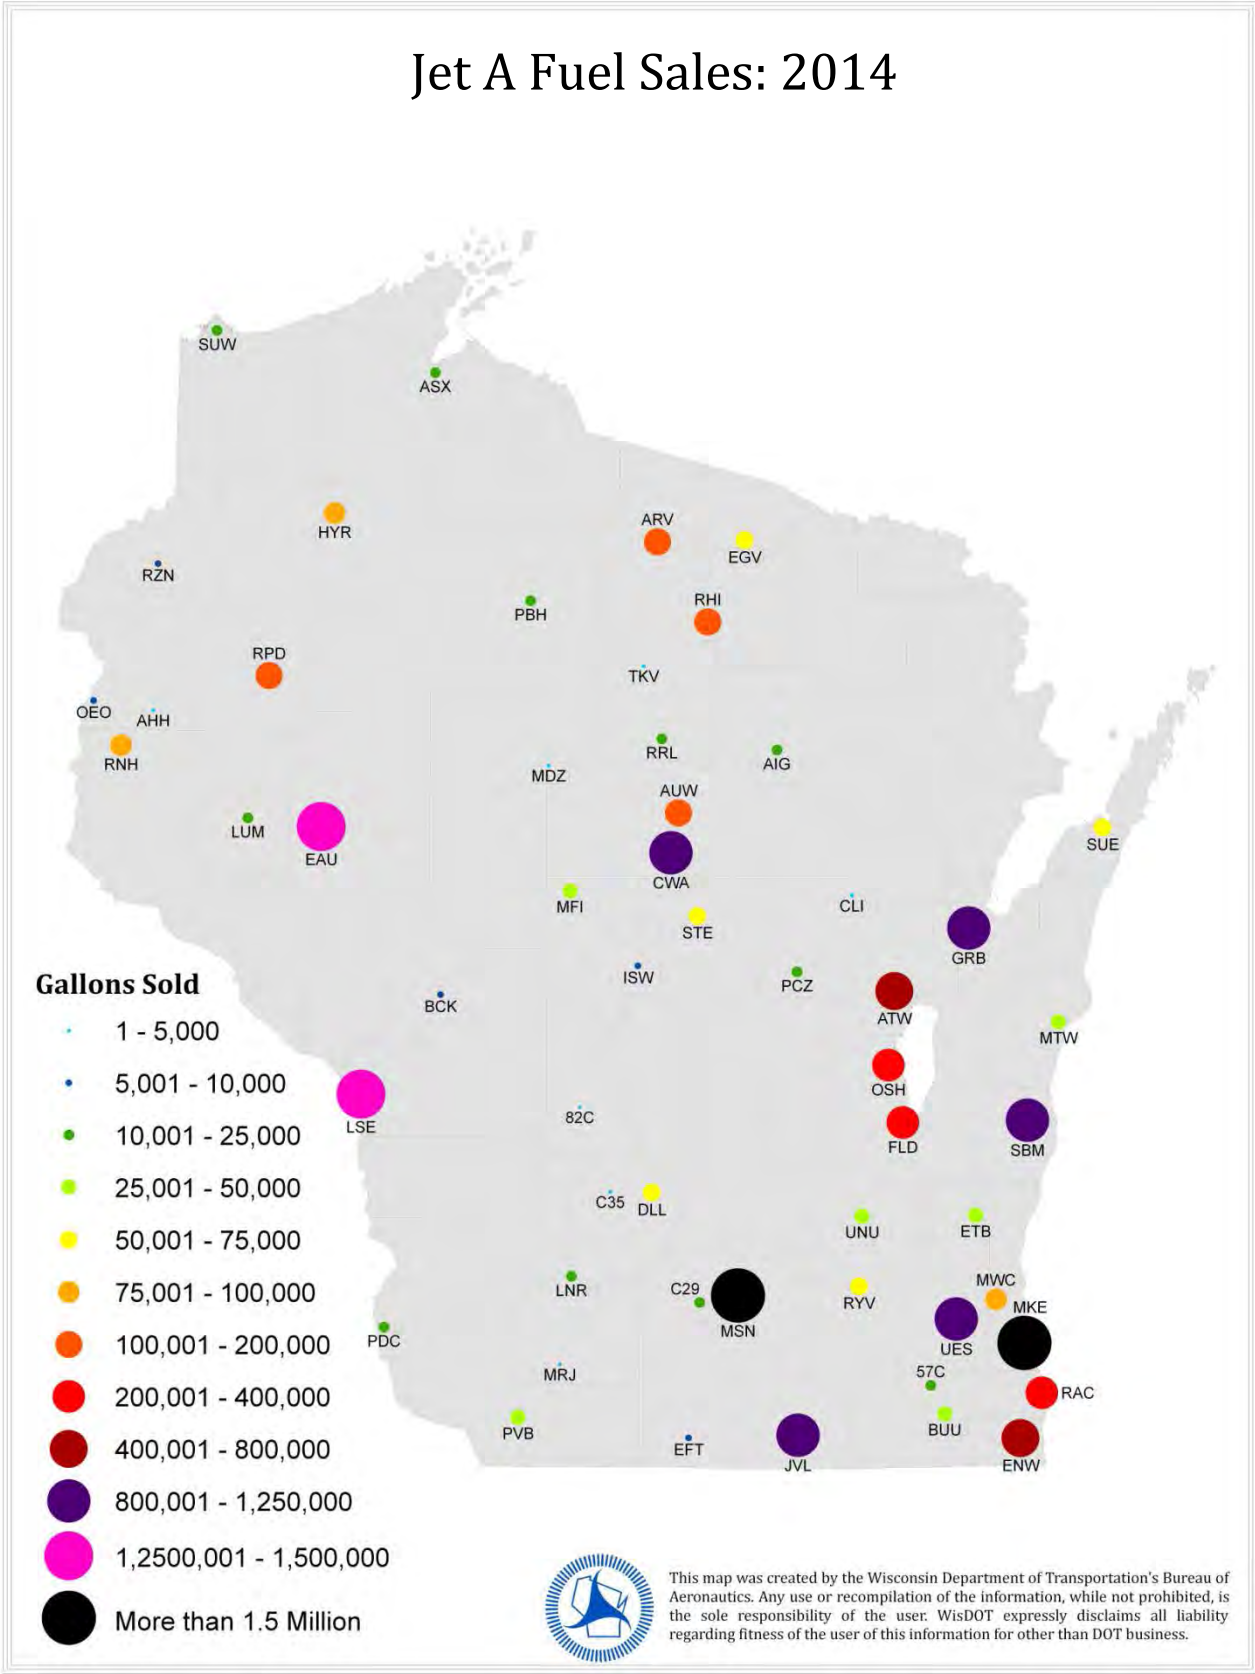 Jet A Fuel Sales: 2014
SUW
ASX
HYR
ARV
EGV
RZN
PBH
RHI
RPD
TKV
OEO
AHH
RNH
RRL
AIG
MDZ
AUW
LUM
EAU
SUE
CWA
MFI
CLI
STE
GRB
ISW
PCZ
BCK
ATW
MTW
OSH
LSE
82C
FLD
SBM
C35
DLL
UNU
ETB
LNR
C29
MWC
RYV
MKE
MSN
PDC
UES
MRJ
57C
RAC
PVB
BUU
EFT
JVL
ENW
Gallons Sold
1 - 5,000
5,001 - 10,000
10,001 - 25,000
25,001 - 50,000
50,001 - 75,000
75,001 - 100,000
100,001 - 200,000
200,001 - 400,000
400,001 - 800,000
800,001 - 1,250,000
1,2500,001 - 1,500,000
More than 1.5 Million
This map was created by the Wisconsin Department of Transportation's Bureau of
Aeronautics. Any use or recompilation of the information, while not prohibited, is
the sole responsibility of the user. WisDOT expressly disclaims all liability
regarding fitness of the user of this information for other than DOT business.